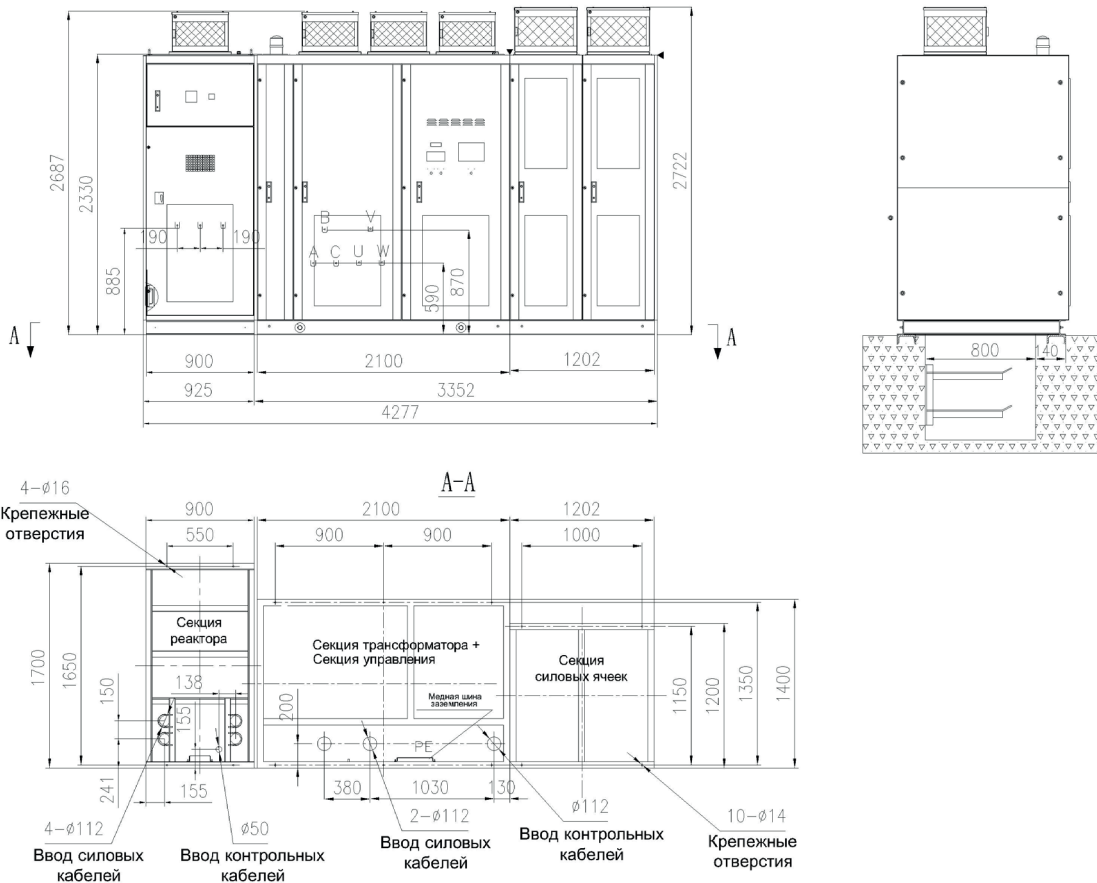 2687
2330
2722
B V
A C U W
190
190
885
590
870
A
A
900
2100
1202
925
3352
4277
800
140
A-A
4-ø16
Крепежные
отверстия
900
2100
1202
550
900
900
1000
Секция
реактора
Секция трансформатора +
Секция управления
Секция
силовых ячеек
Медная шина
заземления
1700
1650
150
241
138
155
155
200
PE
380
1030
130
1150
1200
1350
1400
4-ø112
Ввод силовых
кабелей
ø50
Ввод контрольных
кабелей
2-ø112
Ввод силовых
кабелей
ø112
Ввод контрольных
кабелей
10-ø14
Крепежные
отверстия